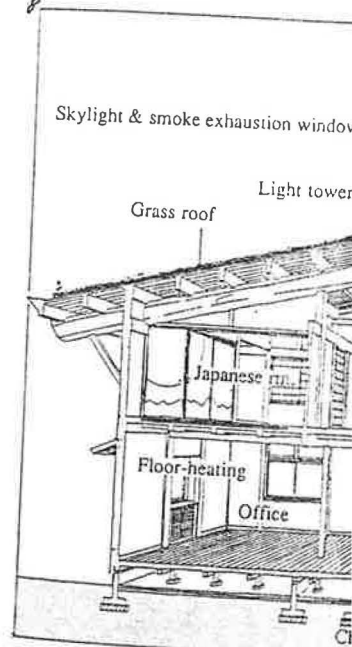 Skylight & smoke exhaustion window
Light tower
Grass roof
Japanese rm.
Floor-heating
Office